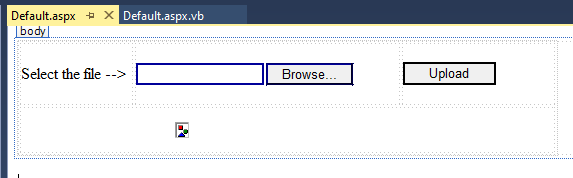 Default.aspx Default.aspx.vb
body
Select the file --> Browse... Upload